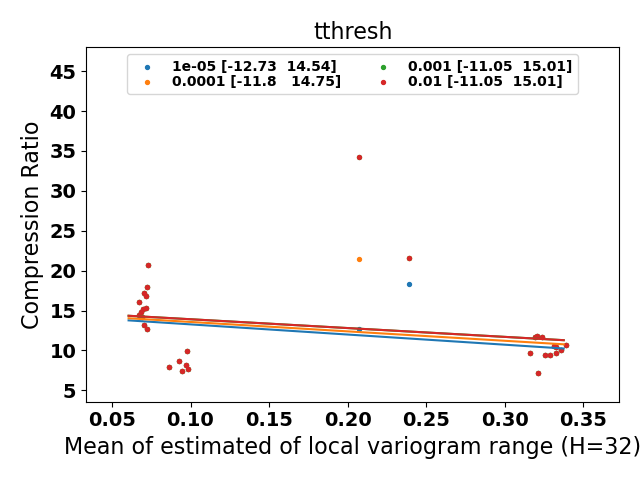 tthresh
1e-05 [-12.73  14.54]
0.0001 [-11.8   14.75]
0.001 [-11.05  15.01]
0.01 [-11.05  15.01]
Compression Ratio
45
40
35
30
25
20
15
10
5
0.05 0.10 0.15 0.20 0.25 0.30 0.35
Mean of estimated of local variogram range (H=32)